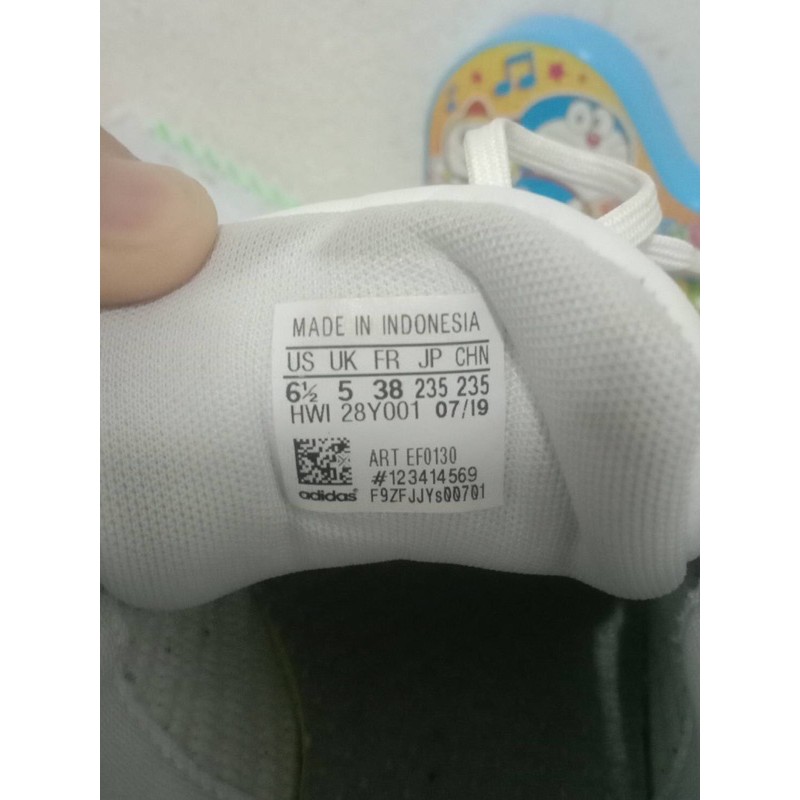 MADE IN INDONESIA
US UK FR JP CHN
6½ 5 38 235 235
HWI 28Y001 07/19
ART EF0130
#123414569
adidas® F9ZFJJYs00701